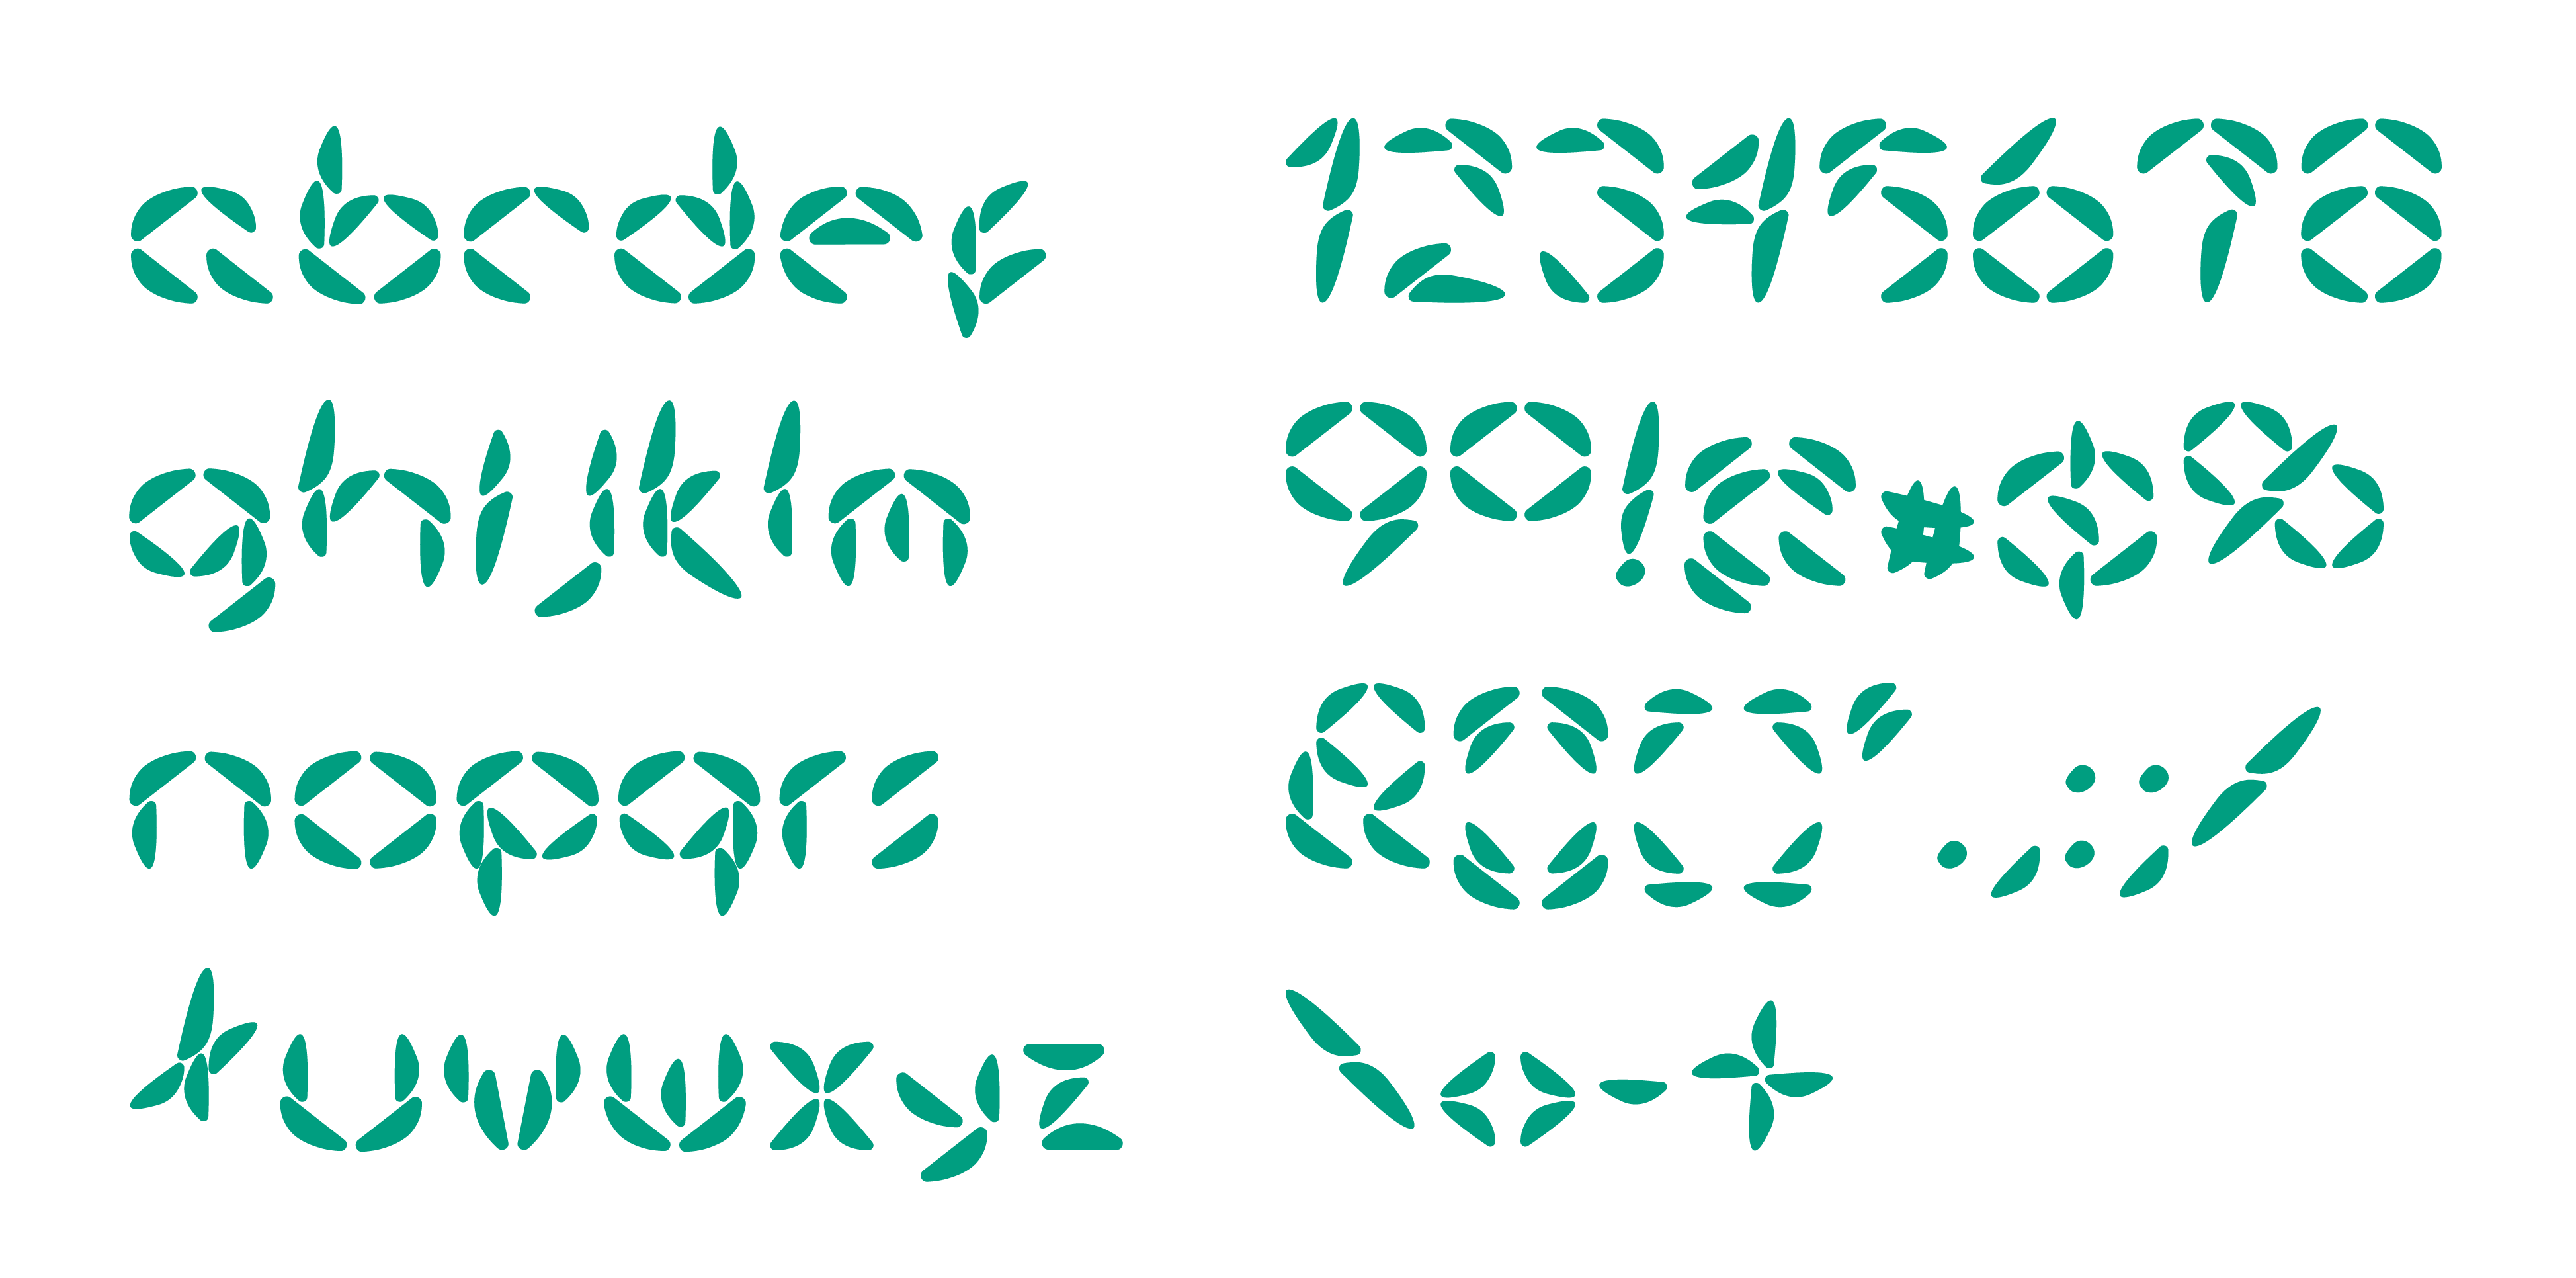 abcdef
ghijklm
nopqrs
tuvwxyz
12345678
90!@#$%
&()[]".,:;/
\<>-+